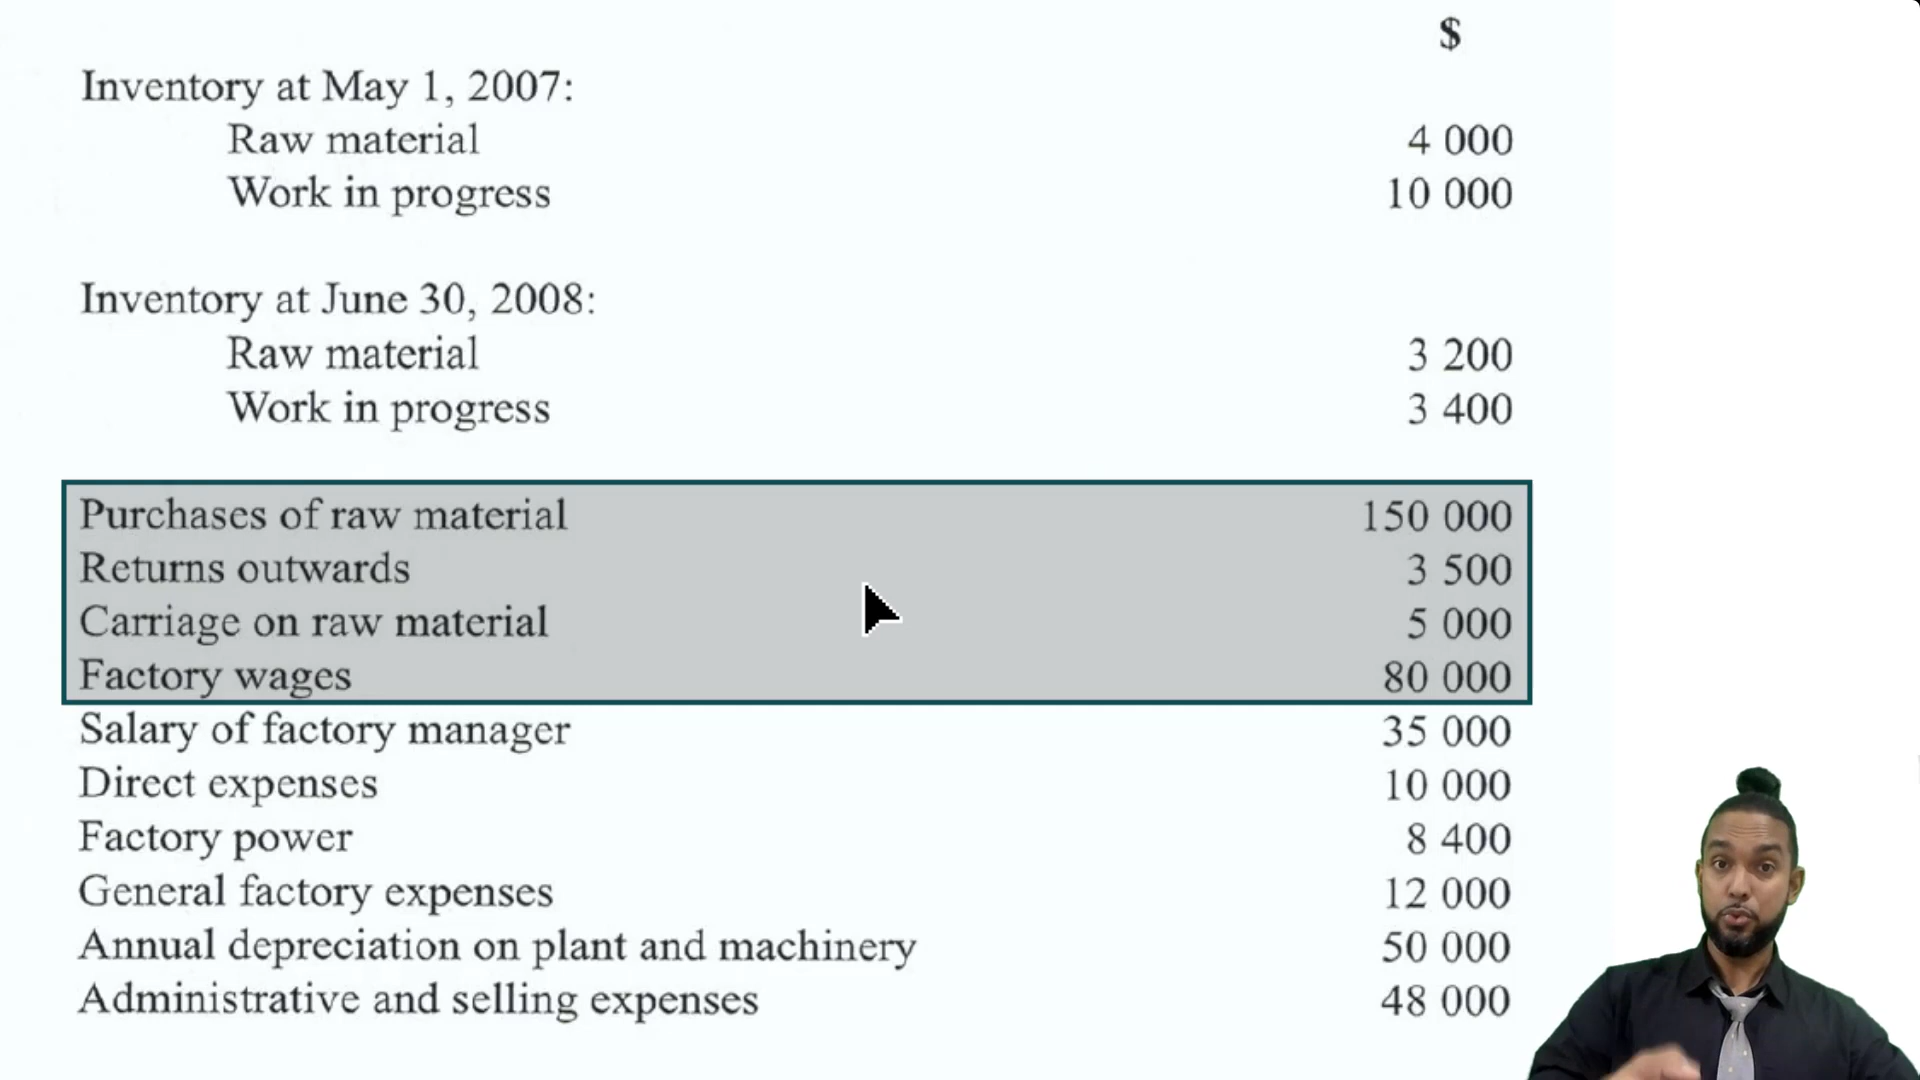 $
Inventory at May 1, 2007:
Raw material 4 000
Work in progress 10 000
Inventory at June 30, 2008:
Raw material 3 200
Work in progress 3 400
Purchases of raw material 150 000
Returns outwards 3 500
Carriage on raw material 5 000
Factory wages 80 000
Salary of factory manager 35 000
Direct expenses 10 000
Factory power 8 400
General factory expenses 12 000
Annual depreciation on plant and machinery 50 000
Administrative and selling expenses 48 000